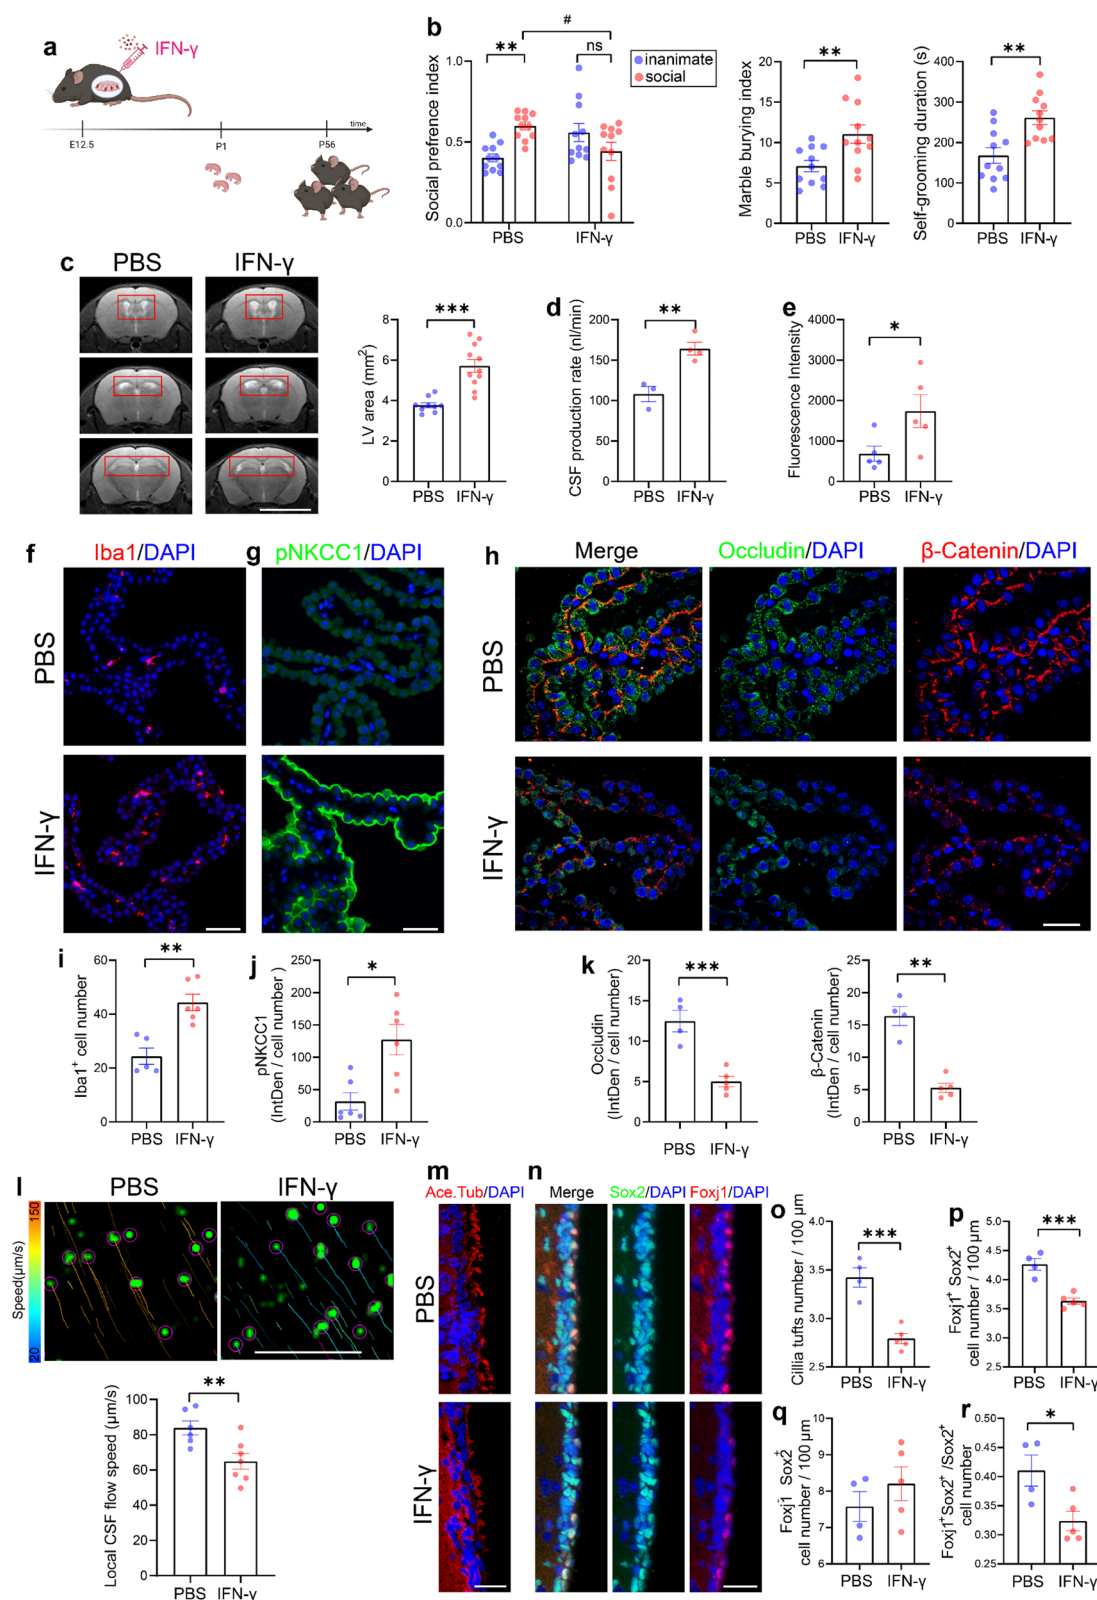 a
IFN-γ
time
E12.5
P1
P56
b
Social prefrence index
1.0
0.5
0.0
**
#
ns
inanimate
social
PBS
IFN-γ
Marble burying index
20
15
10
5
0
**
PBS
IFN-γ
Self-grooming duration (s)
400
300
200
100
0
**
PBS
IFN-γ
c
PBS
IFN-γ
LV area (mm²)
8
6
4
2
0
***
PBS
IFN-γ
d
CSF production rate (nl/min)
200
150
100
50
0
**
PBS
IFN-γ
e
Fluorescence Intensity
4000
3000
2000
1000
0
*
PBS
IFN-γ
f
Iba1/DAPI
g
pNKCC1/DAPI
h
Merge
Occludin/DAPI
β-Catenin/DAPI
PBS
IFN-γ
PBS
IFN-γ
i
Iba1⁺ cell number
60
40
20
0
**
PBS
IFN-γ
j
pNKCC1
(IntDen / cell number )
250
200
150
100
50
0
*
PBS
IFN-γ
k
Occludin
(IntDen / cell number)
15
10
5
0
***
PBS
IFN-γ
β-Catenin
(IntDen / cell number)
25
20
15
10
5
0
**
PBS
IFN-γ
l
PBS
IFN-γ
Speed(μm/s)
150
20
Local CSF flow speed (μm/s)
100
80
60
40
20
0
**
PBS
IFN-γ
m
Ace.Tub/DAPI
n
Merge
Sox2/DAPI
Foxj1/DAPI
PBS
IFN-γ
o
Cillia tufts number / 100 μm
4.0
3.5
3.0
2.5
***
PBS
IFN-γ
p
Foxj1⁺ Sox2⁺
cell number / 100 μm
5.0
4.5
4.0
3.5
3.0
2.5
***
PBS
IFN-γ
q
Foxj1⁻ Sox2⁺
cell number / 100 μm
10
9
8
7
6
PBS
IFN-γ
r
Foxj1⁺Sox2⁺/Sox2⁺
cell number
0.50
0.45
0.40
0.35
0.30
0.25
*
PBS
IFN-γ